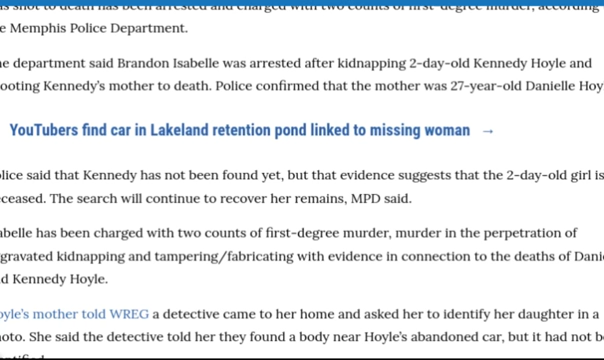 shot to death has been arrested and charged with two counts of first-degree murder, according
Memphis Police Department.
department said Brandon Isabelle was arrested after kidnapping 2-day-old Kennedy Hoyle and
ooting Kennedy's mother to death. Police confirmed that the mother was 27-year-old Danielle Hoy
YouTubers find car in Lakeland retention pond linked to missing woman →
lice said that Kennedy has not been found yet, but that evidence suggests that the 2-day-old girl is
ceased. The search will continue to recover her remains, MPD said.
abelle has been charged with two counts of first-degree murder, murder in the perpetration of
gravated kidnapping and tampering/fabricating with evidence in connection to the deaths of Dani
d Kennedy Hoyle.
oyle's mother told WREG a detective came to her home and asked her to identify her daughter in a
oto. She said the detective told her they found a body near Hoyle's abandoned car, but it had not b